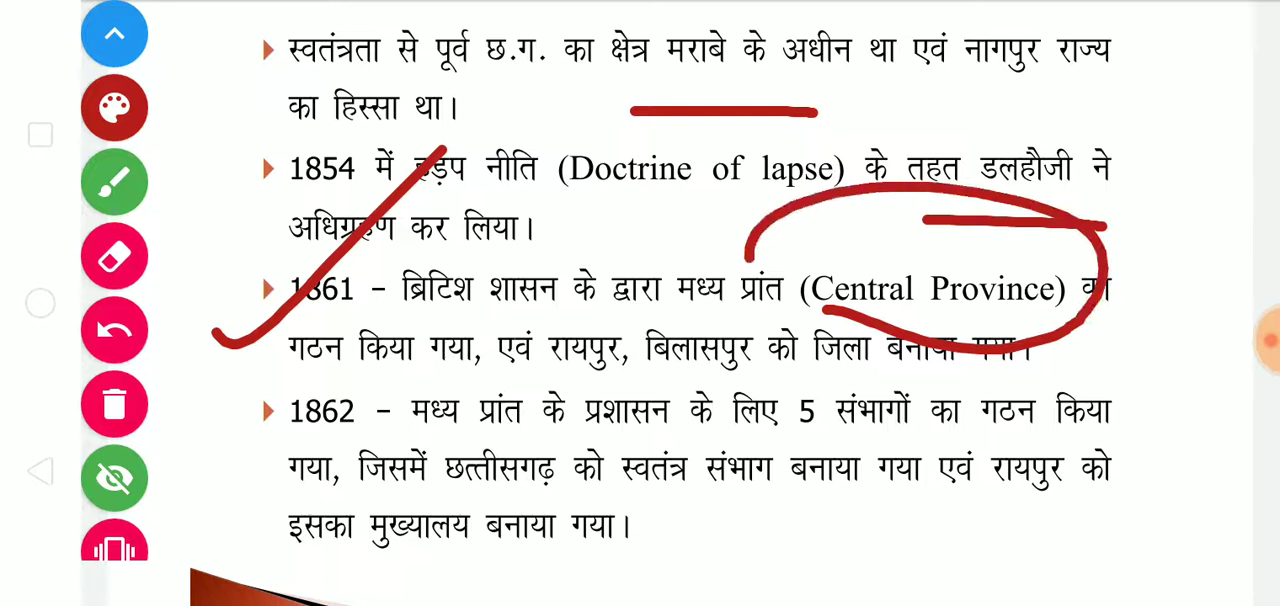 स्वतंत्रता से पूर्व छ.ग. का क्षेत्र मराबे के अधीन था एवं नागपुर राज्य
का हिस्सा था।
1854 में हड़प नीति (Doctrine of lapse) के तहत डलहौजी ने
अधिग्रहण कर लिया।
1861 – ब्रिटिश शासन के द्वारा मध्य प्रांत (Central Province) का
गठन किया गया, एवं रायपुर, बिलासपुर को जिला बनाया गया।
1862 – मध्य प्रांत के प्रशासन के लिए 5 संभागों का गठन किया
गया, जिसमें छत्तीसगढ़ को स्वतंत्र संभाग बनाया गया एवं रायपुर को
इसका मुख्यालय बनाया गया।